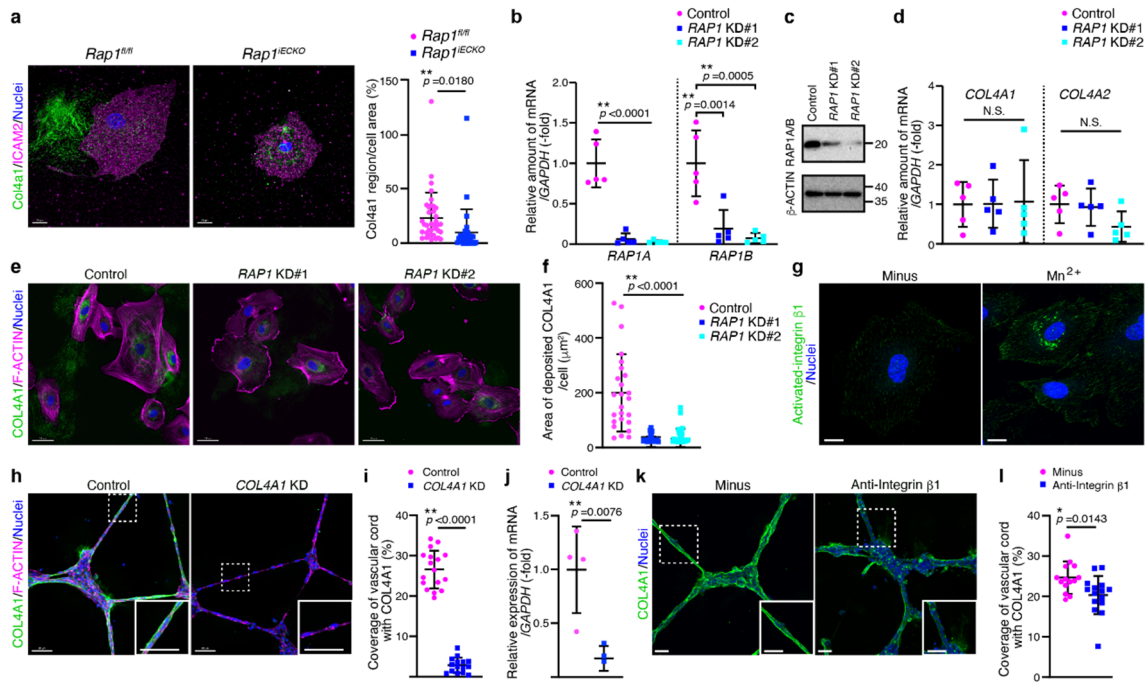 a
Rap1fl/fl
Rap1iECKO
Col4a1/ICAM2/Nuclei
Rap1fl/fl
Rap1iECKO
**
p =0.0180
Col4a1 region/cell area (%)
150
100
50
0
b
Control
RAP1 KD#1
RAP1 KD#2
**
p =0.0005
**
p <0.0001
**
p =0.0014
Relative amount of mRNA
/GAPDH (-fold)
2.0
1.5
1.0
0.5
0
RAP1A
RAP1B
c
Control
RAP1 KD#1
RAP1 KD#2
RAP1A/B
20
β-ACTIN
40
35
d
Control
RAP1 KD#1
RAP1 KD#2
COL4A1
COL4A2
N.S.
N.S.
Relative amount of mRNA
/GAPDH (-fold)
4
3
2
1
0
e
Control
RAP1 KD#1
RAP1 KD#2
COL4A1/F-ACTIN/Nuclei
f
**
p <0.0001
Control
RAP1 KD#1
RAP1 KD#2
Area of deposited COL4A1
/cell (μm2)
600
400
200
0
g
Minus
Mn2+
Activated-integrin β1
/Nuclei
h
Control
COL4A1 KD
COL4A1/F-ACTIN/Nuclei
i
Control
COL4A1 KD
**
p <0.0001
Coverage of vascular cord
with COL4A1 (%)
40
30
20
10
j
Control
COL4A1 KD
**
p =0.0076
Relative expression of mRNA
/GAPDH (-fold)
1.5
1.0
0.5
k
Minus
Anti-Integrin β1
COL4A1/Nuclei
l
Minus
Anti-Integrin β1
*
p =0.0143
Coverage of vascular cord
with COL4A1 (%)
40
30
20
10
0